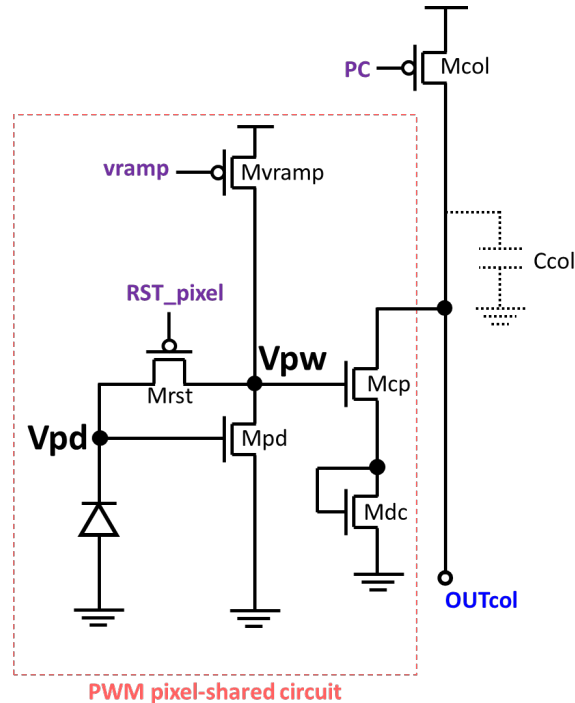 PC
Mcol
vramp
Mvramp
Ccol
RST_pixel
Mrst
Vpw
Mcp
Vpd
Mpd
Mdc
OUTcol
PWM pixel-shared circuit